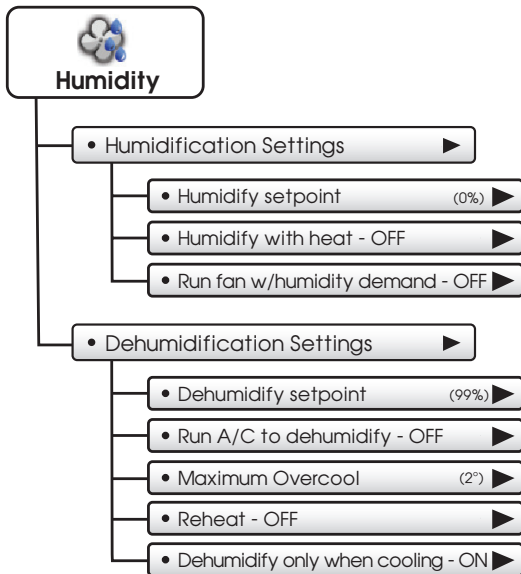 Humidity
• Humidification Settings
• Humidify setpoint (0%)
• Humidify with heat - OFF
• Run fan w/humidity demand - OFF
• Dehumidification Settings
• Dehumidify setpoint (99%)
• Run A/C to dehumidify - OFF
• Maximum Overcool (2°)
• Reheat - OFF
• Dehumidify only when cooling - ON